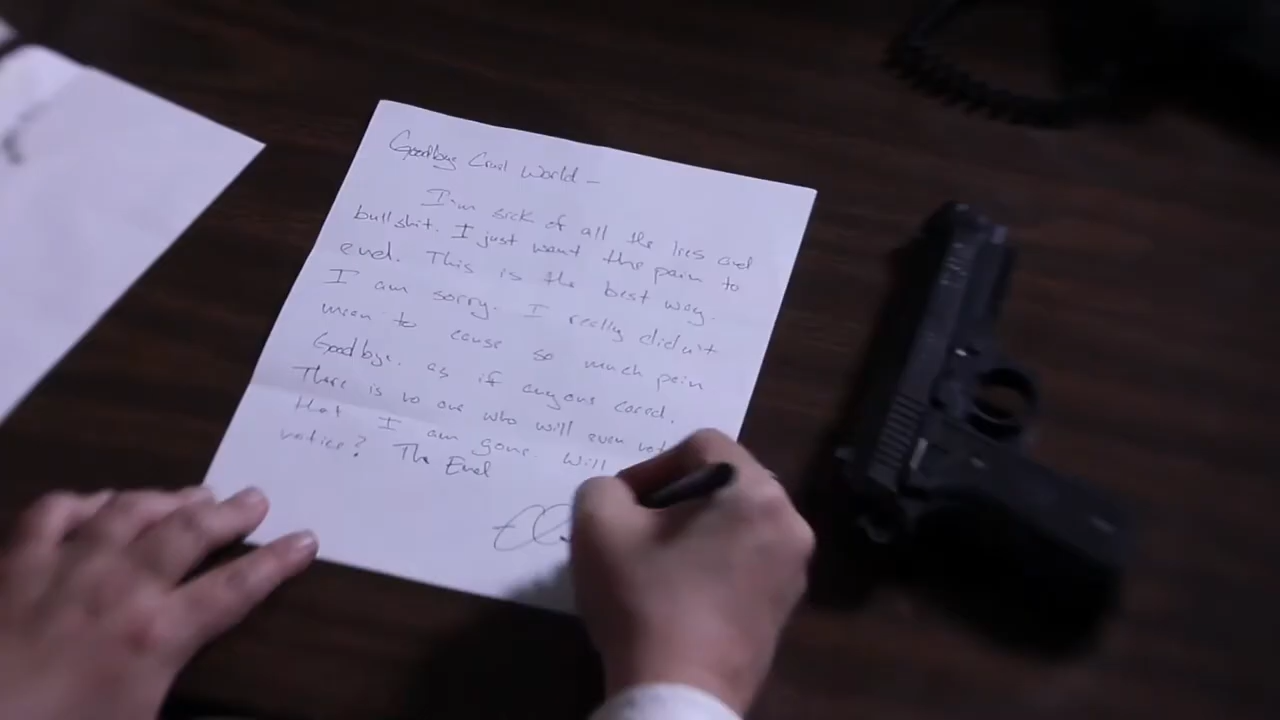 Goodbye Cruel World –
I'm sick of all the lies and
bullshit. I just want the pain to
end. This is the best way.
I am sorry. I really didn't
mean to cause so much pain
Goodbye. as if anyone cared.
There is no one who will even not
that I am gone. Will
notice? The End